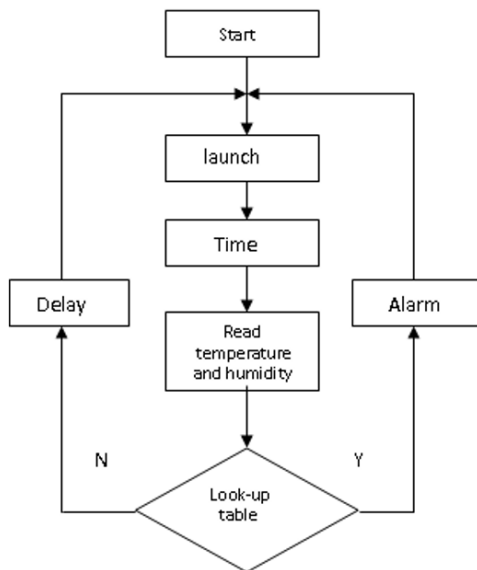 Start
launch
Time
Delay
Alarm
Read
temperature
and humidity
N
Y
Look-up
table